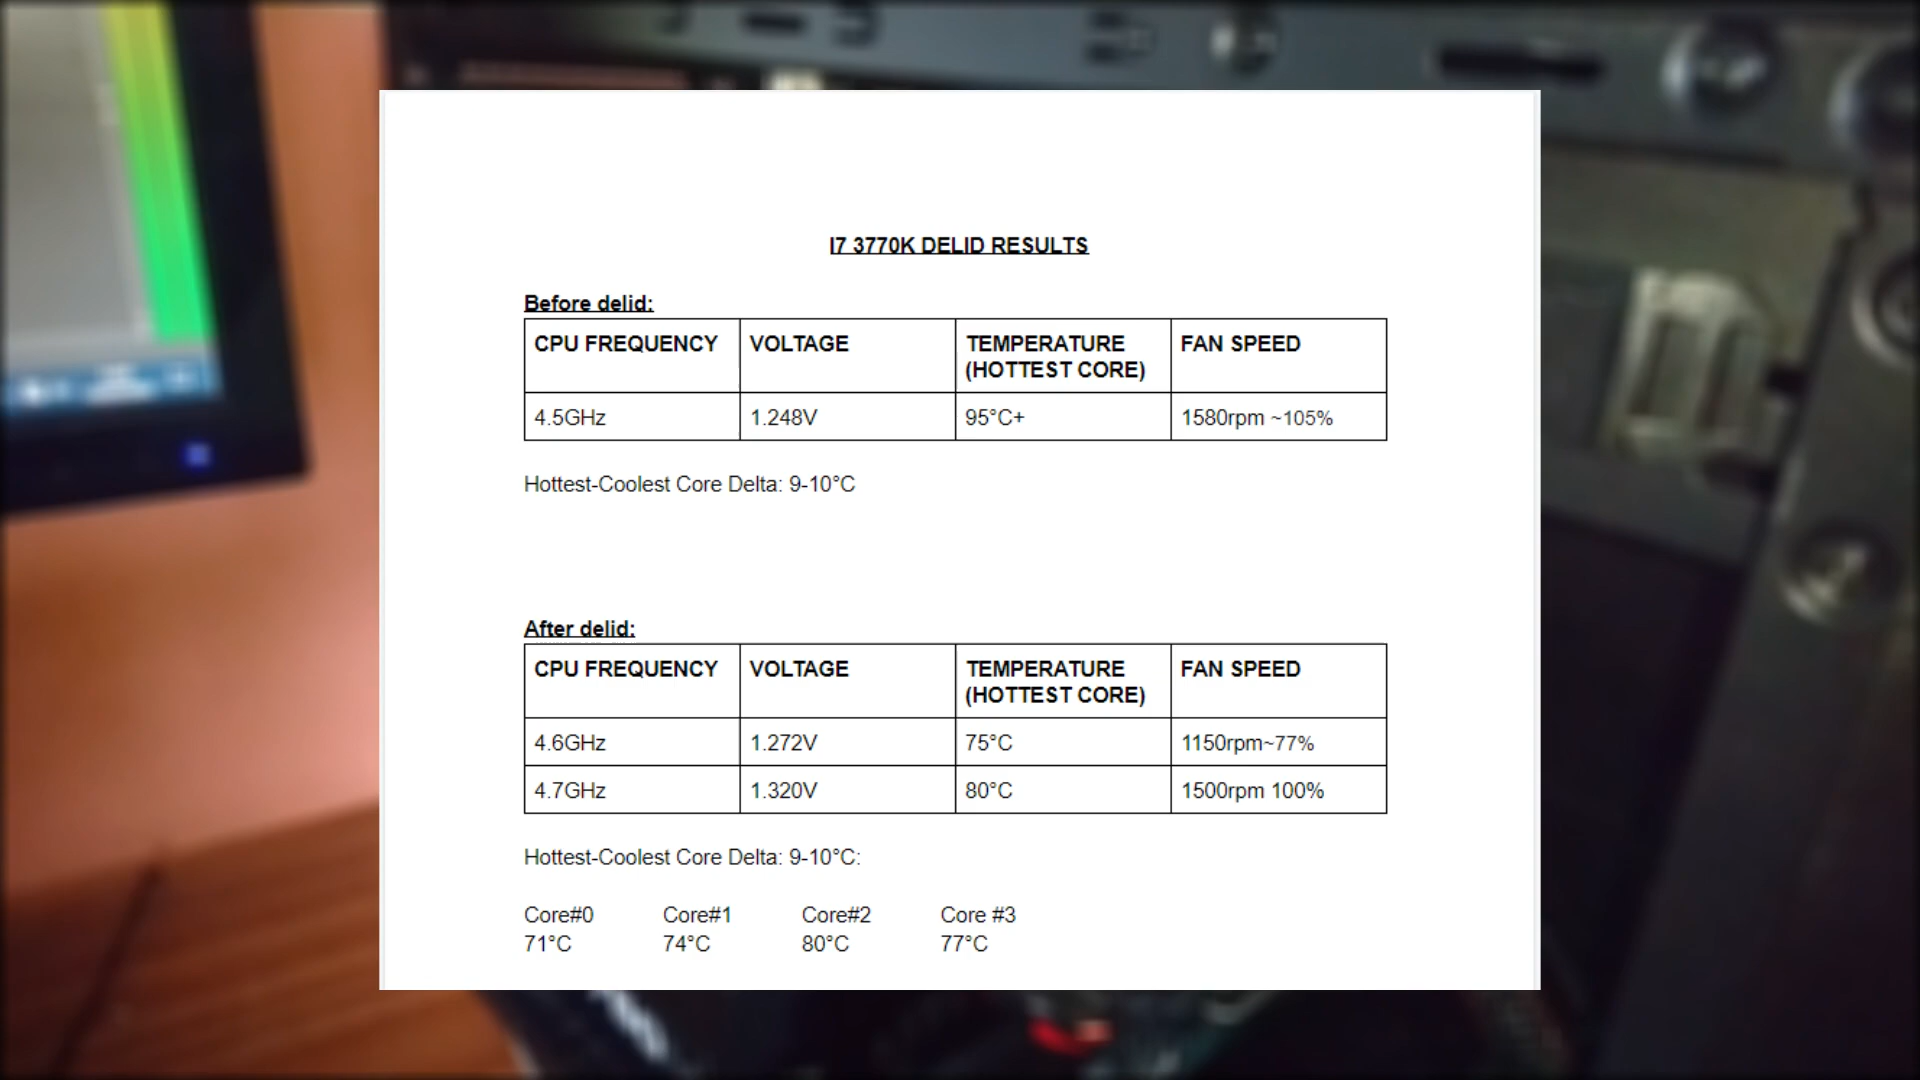 I7 3770K DELID RESULTS
Before delid:
CPU FREQUENCY VOLTAGE TEMPERATURE (HOTTEST CORE) FAN SPEED
4.5GHz 1.248V 95°C+ 1580rpm ~105%
Hottest-Coolest Core Delta: 9-10°C
After delid:
CPU FREQUENCY VOLTAGE TEMPERATURE (HOTTEST CORE) FAN SPEED
4.6GHz 1.272V 75°C 1150rpm~77%
4.7GHz 1.320V 80°C 1500rpm 100%
Hottest-Coolest Core Delta: 9-10°C:
Core#0 Core#1 Core#2 Core #3
71°C 74°C 80°C 77°C